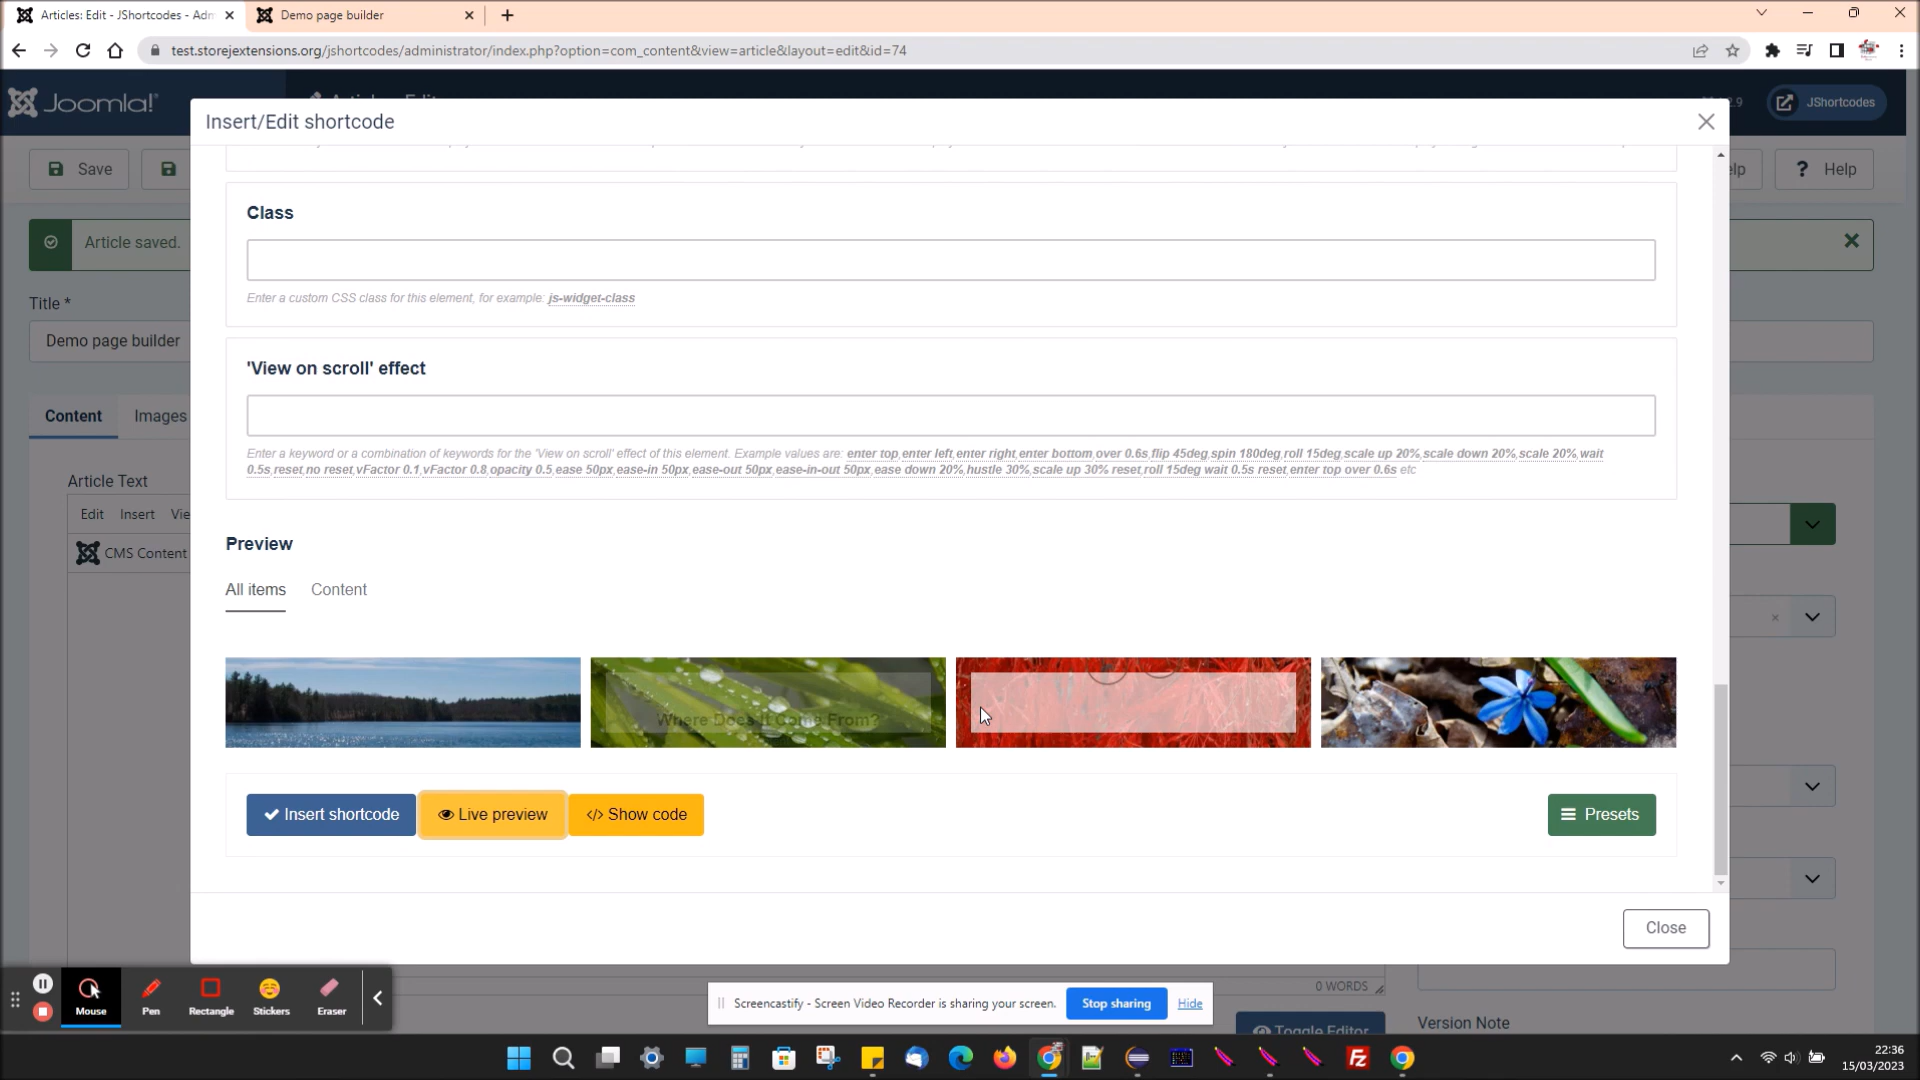 Articles: Edit - JShortcodes - Adm
Demo page builder
test.storejextensions.org/jshortcodes/administrator/index.php?option=com_content&view=article&layout=edit&id=74
Joomla!®
JShortcodes
Insert/Edit shortcode
Save
Help
Article saved.
Title *
Demo page builder
Content
Images
Article Text
Edit
Insert
CMS Content
Class
Enter a custom CSS class for this element, for example: js-widget-class
'View on scroll' effect
Enter a keyword or a combination of keywords for the 'View on scroll' effect of this element. Example values are: enter top,enter left,enter right,enter bottom,over 0.6s,flip 45deg,spin 180deg,roll 15deg,scale up 20%,scale down 20%,scale 20%,wait
0.5s,reset,no reset,vFactor 0.1,vFactor 0.8,opacity 0.5,ease 50px,ease-in 50px,ease-out 50px,ease-in-out 50px,ease down 20%,hustle 30%,scale up 30% reset,roll 15deg wait 0.5s reset,enter top over 0.6s etc
Preview
All items
Content
Where Does It Come From?
Insert shortcode
Live preview
</> Show code
Presets
Close
0 WORDS
Toggle Editor
Version Note
Mouse
Pen
Rectangle
Stickers
Eraser
Screencastify - Screen Video Recorder is sharing your screen.
Stop sharing
Hide
22:36
15/03/2023